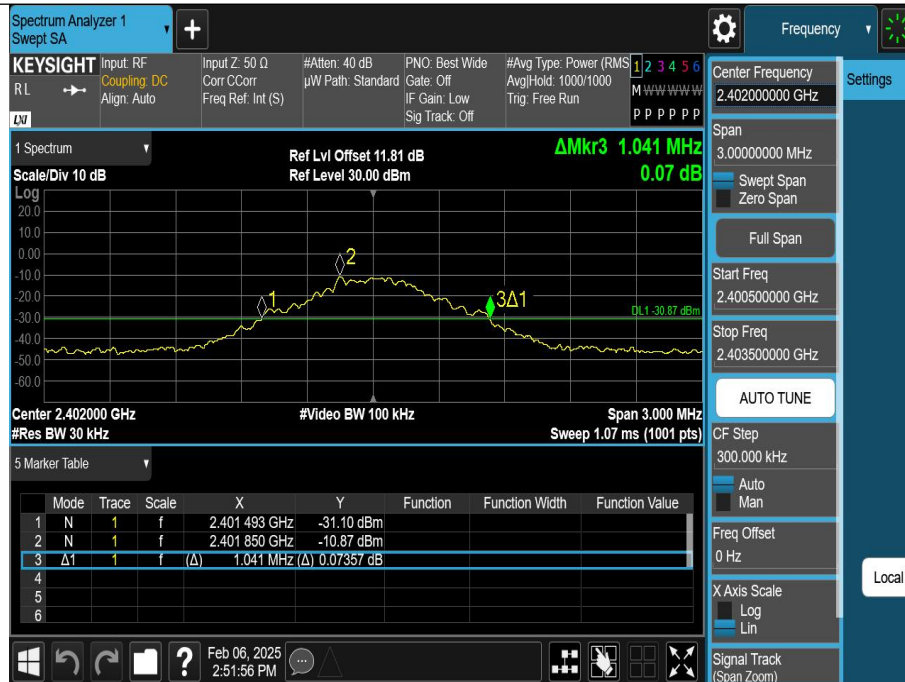 Spectrum Analyzer 1
Swept SA
Frequency
KEYSIGHT
RL
LXI
Input: RF
Coupling: DC
Align: Auto
Input Z: 50 Ω
Corr CCorr
Freq Ref: Int (S)
#Atten: 40 dB
µW Path: Standard
PNO: Best Wide
Gate: Off
IF Gain: Low
Sig Track: Off
#Avg Type: Power (RMS
Avg|Hold: 1000/1000
Trig: Free Run
1 2 3 4 5 6
M W W W W W
P P P P P P
1 Spectrum
Scale/Div 10 dB
Ref Lvl Offset 11.81 dB
Ref Level 30.00 dBm
ΔMkr3 1.041 MHz
0.07 dB
Log
20.0
10.0
0.00
-10.0
-20.0
-30.0
-40.0
-50.0
-60.0
2
1
3Δ1
DL1 -30.87 dBm
Center 2.402000 GHz
#Video BW 100 kHz
Span 3.000 MHz
#Res BW 30 kHz
Sweep 1.07 ms (1001 pts)
5 Marker Table
Mode Trace Scale X Y Function Function Width Function Value
1 N 1 f 2.401 493 GHz -31.10 dBm
2 N 1 f 2.401 850 GHz -10.87 dBm
3 Δ1 1 f (Δ) 1.041 MHz (Δ) 0.07357 dB
4
5
6
?
Feb 06, 2025
2:51:56 PM
Center Frequency
2.402000000 GHz
Settings
Span
3.00000000 MHz
Swept Span
Zero Span
Full Span
Start Freq
2.400500000 GHz
Stop Freq
2.403500000 GHz
AUTO TUNE
CF Step
300.000 kHz
Auto
Man
Freq Offset
0 Hz
Local
X Axis Scale
Log
Lin
Signal Track
(Span Zoom)